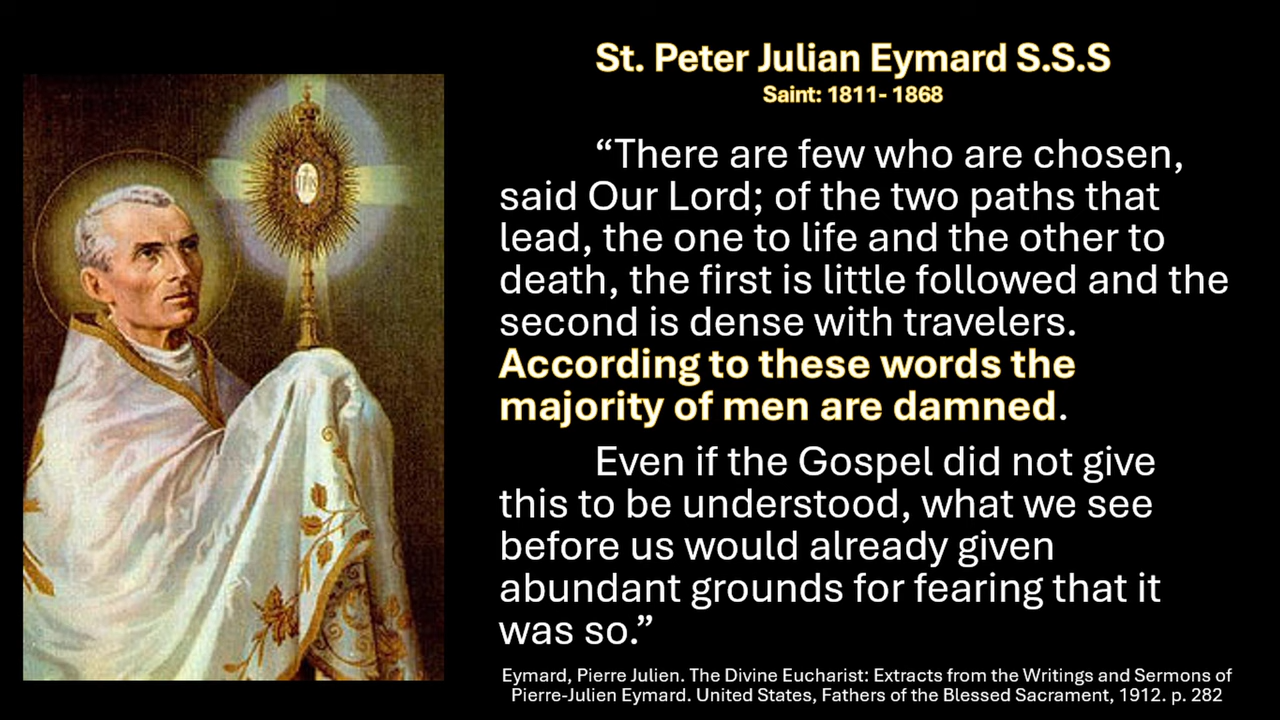 St. Peter Julian Eymard S.S.S
Saint: 1811- 1868
“There are few who are chosen,
said Our Lord; of the two paths that
lead, the one to life and the other to
death, the first is little followed and the
second is dense with travelers.
According to these words the
majority of men are damned.
Even if the Gospel did not give
this to be understood, what we see
before us would already given
abundant grounds for fearing that it
was so.”
Eymard, Pierre Julien. The Divine Eucharist: Extracts from the Writings and Sermons of
Pierre-Julien Eymard. United States, Fathers of the Blessed Sacrament, 1912. p. 282
IHS